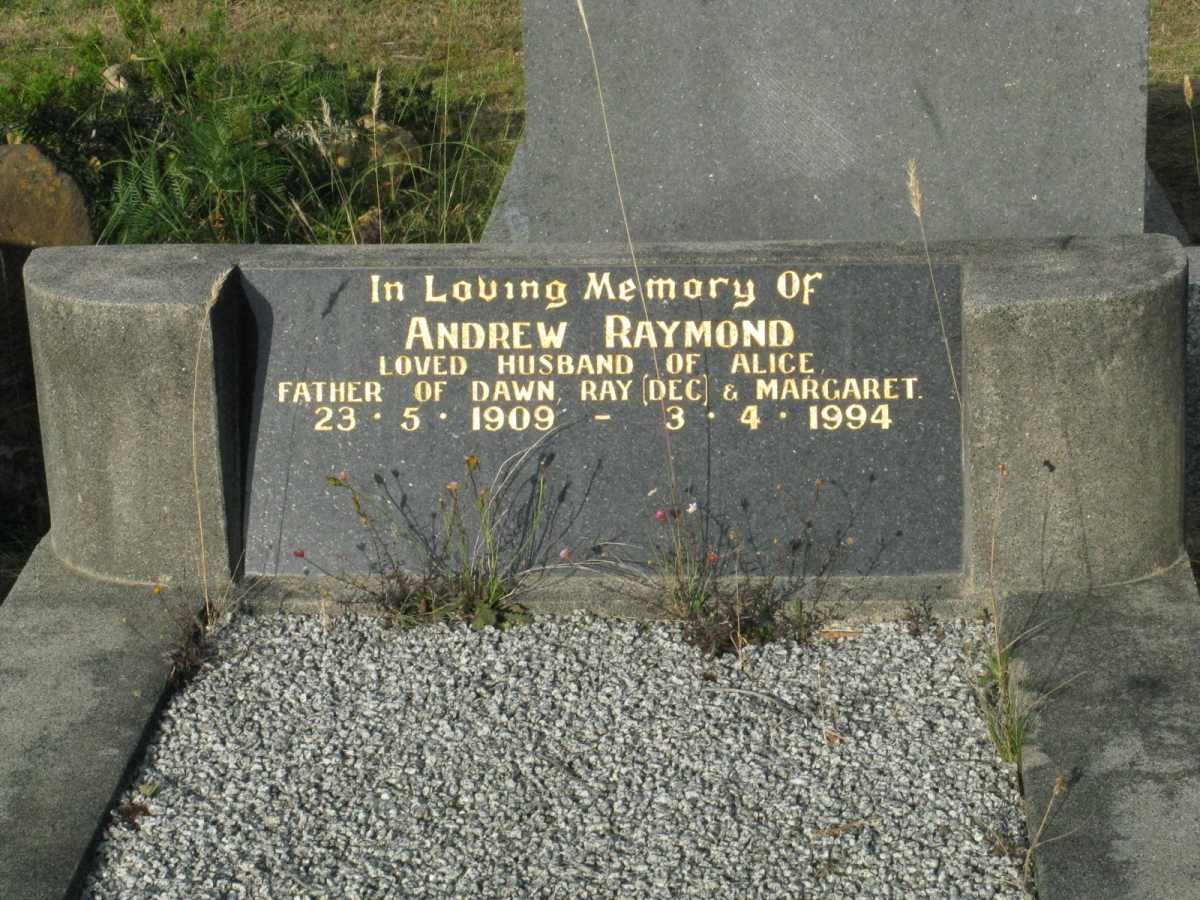 In Loving Memory Of
ANDREW RAYMOND
LOVED HUSBAND OF ALICE,
FATHER OF DAWN, RAY (DEC) & MARGARET.
23 · 5 · 1909 - 3 · 4 · 1994